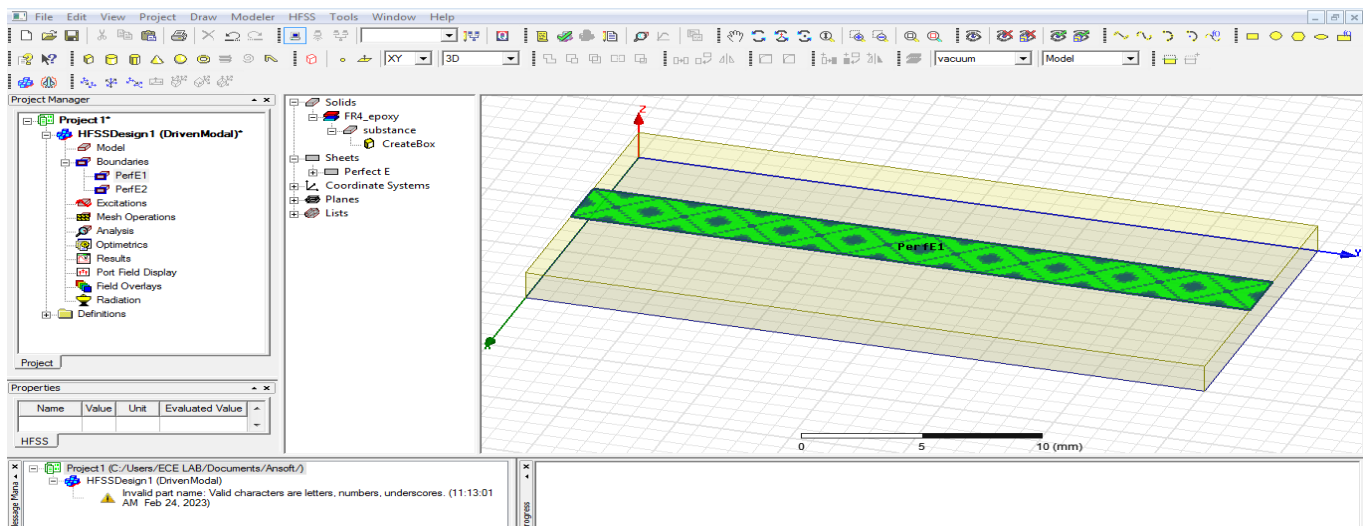 File Edit View Project Draw Modeler HFSS Tools Window Help
XY 3D vacuum Model
Project Manager
Project1*
HFSSDesign1 (DrivenModal)*
Model
Boundaries
PerfE1
PerfE2
Excitations
Mesh Operations
Analysis
Optimetrics
Results
Port Field Display
Field Overlays
Radiation
Definitions
Project
Properties
Name Value Unit Evaluated Value
HFSS
Solids
FR4_epoxy
substance
CreateBox
Sheets
Perfect E
Coordinate Systems
Planes
Lists
Z
PerfE1
Y
X
0 5 10 (mm)
Project1 (C:/Users/ECE LAB/Documents/Ansoft/)
HFSSDesign1 (DrivenModal)
Invalid part name: Valid characters are letters, numbers, underscores. (11:13:01
AM Feb 24, 2023)